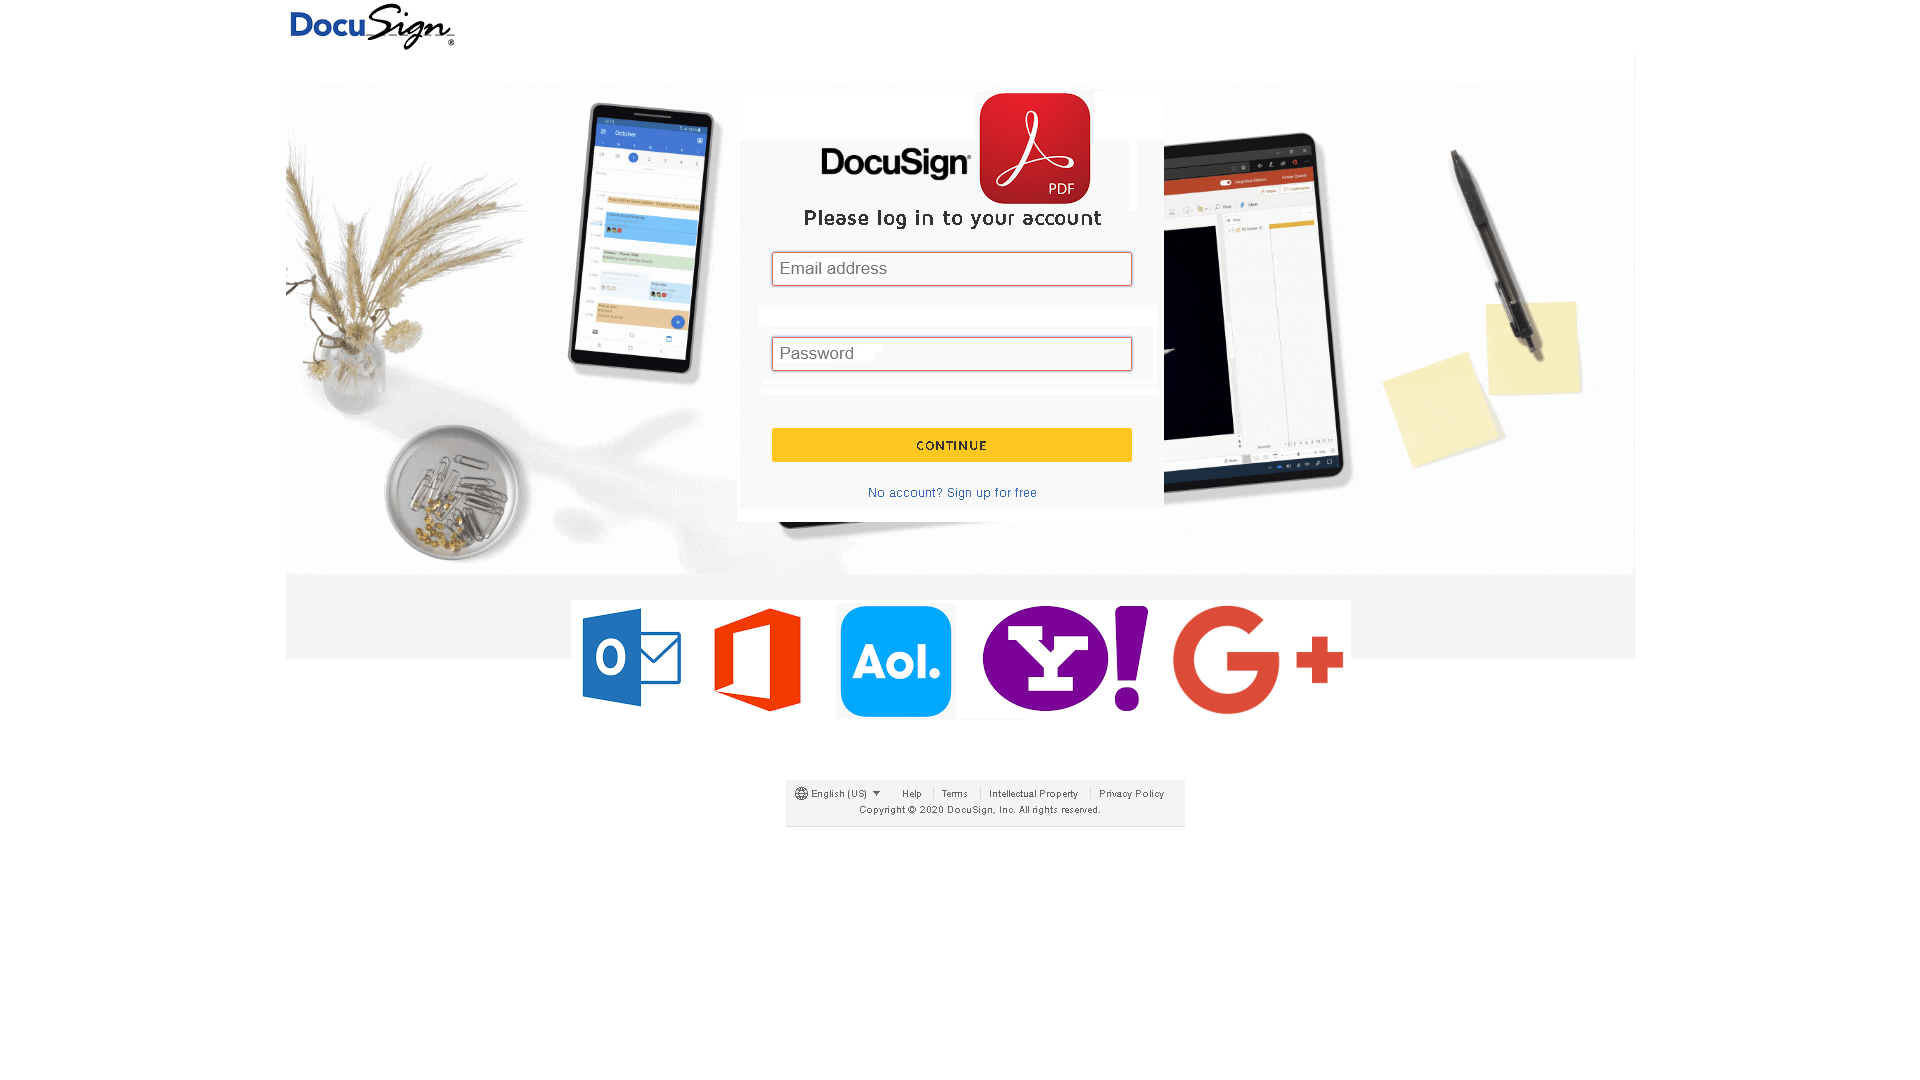 DocuSign®
October
DocuSign
PDF
Please log in to your account
Email address
Password
CONTINUE
No account? Sign up for free
O
Aol.
Y!
G+
English (US)
Help
Terms
Intellectual Property
Privacy Policy
Copyright © 2020 DocuSign, Inc. All rights reserved.